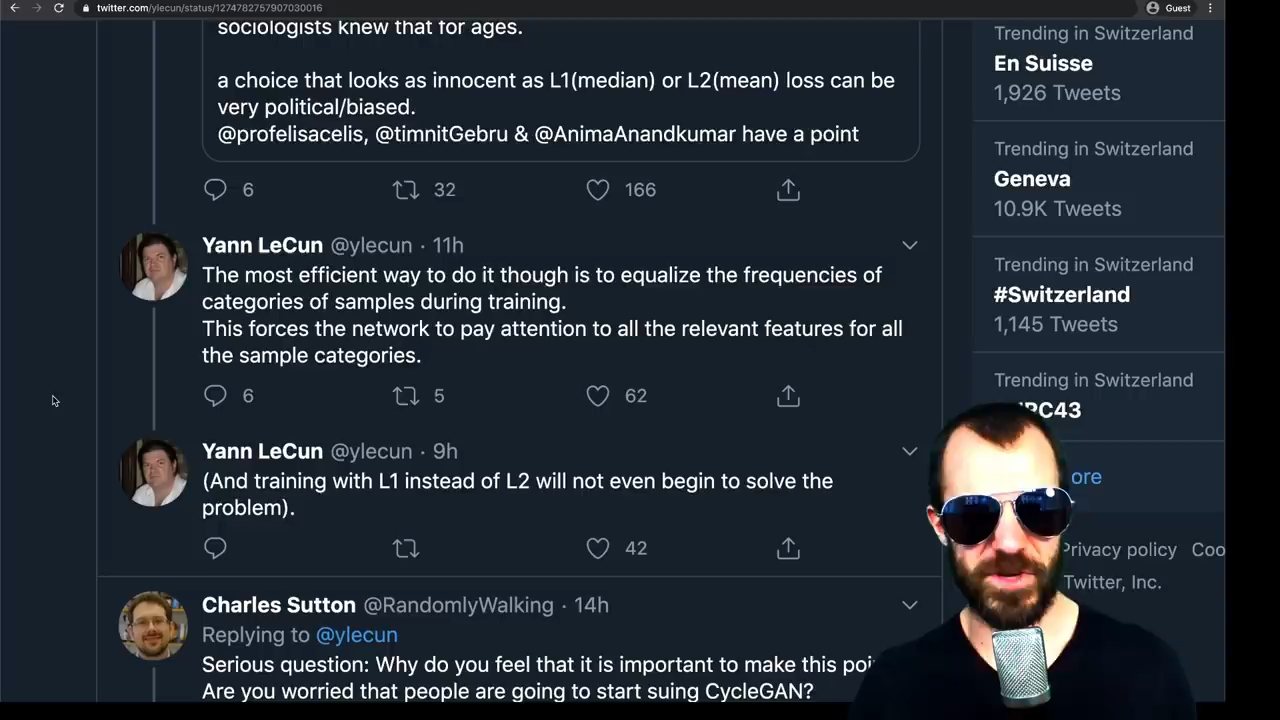 twitter.com/ylecun/status/1274782757907030016
Guest
sociologists knew that for ages.
a choice that looks as innocent as L1(median) or L2(mean) loss can be
very political/biased.
@profelisacelis, @timnitGebru & @AnimaAnandkumar have a point
6 32 166
Yann LeCun @ylecun · 11h
The most efficient way to do it though is to equalize the frequencies of
categories of samples during training.
This forces the network to pay attention to all the relevant features for all
the sample categories.
6 5 62
Yann LeCun @ylecun · 9h
(And training with L1 instead of L2 will not even begin to solve the
problem).
42
Charles Sutton @RandomlyWalking · 14h
Replying to @ylecun
Serious question: Why do you feel that it is important to make this
Are you worried that people are going to start suing CycleGAN?
Trending in Switzerland
En Suisse
1,926 Tweets
Trending in Switzerland
Geneva
10.9K Tweets
Trending in Switzerland
#Switzerland
1,145 Tweets
Trending in Switzerland
Privacy policy
Twitter, Inc.